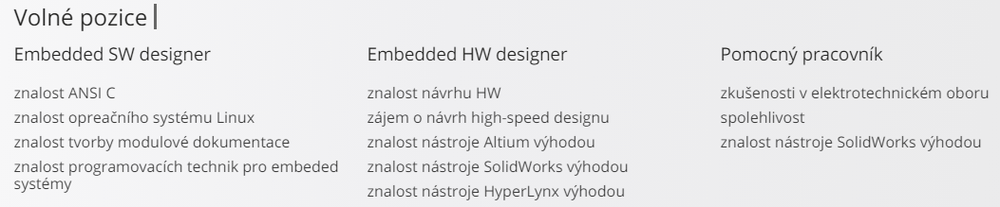 Volné pozice
Embedded SW designer
znalost ANSI C
znalost opreačního systému Linux
znalost tvorby modulové dokumentace
znalost programovacích technik pro embeded
systémy
Embedded HW designer
znalost návrhu HW
zájem o návrh high-speed designu
znalost nástroje Altium výhodou
znalost nástroje SolidWorks výhodou
znalost nástroje HyperLynx výhodou
Pomocný pracovník
zkušenosti v elektrotechnickém oboru
spolehlivost
znalost nástroje SolidWorks výhodou